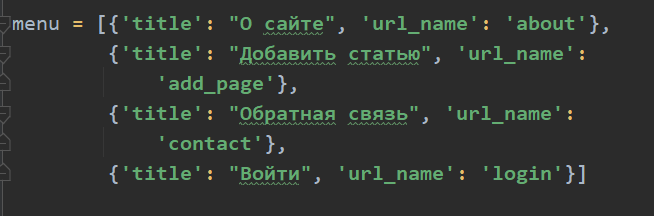 menu = [{'title': "О сайте", 'url_name': 'about'},
{'title': "Добавить статью", 'url_name':
'add_page'},
{'title': "Обратная связь", 'url_name':
'contact'},
{'title': "Войти", 'url_name': 'login'}]